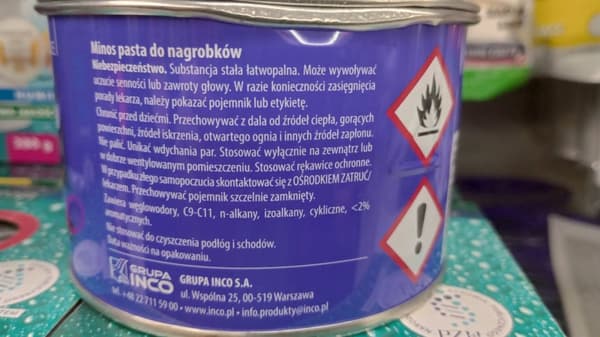 Minos pasta do nagrobków
Niebezpieczeństwo. Substancja stała łatwopalna. Może wywoływać
uczucie senności lub zawroty głowy. W razie konieczności zasięgnięcia
porady lekarza, należy pokazać pojemnik lub etykietę.
Chronić przed dziećmi. Przechowywać z dala od źródeł ciepła, gorących
powierzchni, źródeł iskrzenia, otwartego ognia i innych źródeł zapłonu.
Nie palić. Unikać wdychania par. Stosować wyłącznie na zewnątrz lub
w dobrze wentylowanym pomieszczeniu. Stosować rękawice ochronne.
W przypadku złego samopoczucia skontaktować się z OŚRODKIEM ZATRUĆ/
lekarzem. Przechowywać pojemnik szczelnie zamknięty.
Zawiera węglowodory, C9-C11, n-alkany, izoalkany, cykliczne, <2%
aromatycznych.
Nie stosować do czyszczenia podłóg i schodów.
Data ważności na opakowaniu.
GRUPA INCO
GRUPA INCO S.A.
ul. Wspólna 25, 00-519 Warszawa
tel. +48 22 711 59 00 • www.inco.pl • info.produkty@inco.pl
PZH